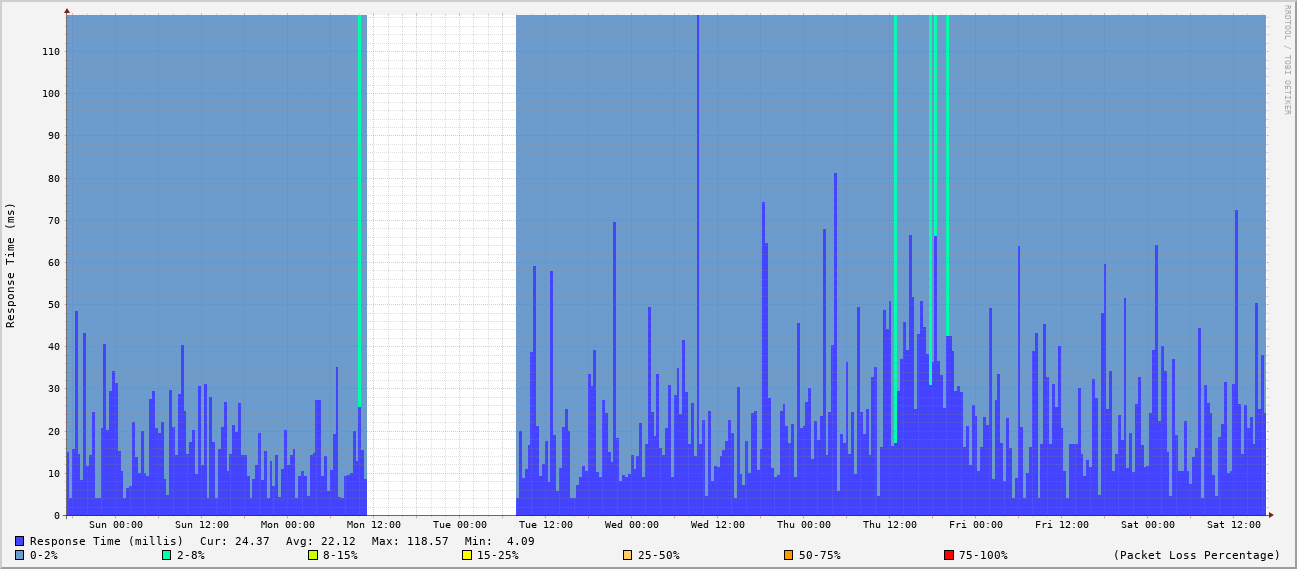 RRDTOOL / TOBI OETIKER
Response Time (ms)
110
100
90
80
70
60
50
40
30
20
10
0
Sun 00:00 Sun 12:00 Mon 00:00 Mon 12:00 Tue 00:00 Tue 12:00 Wed 00:00 Wed 12:00 Thu 00:00 Thu 12:00 Fri 00:00 Fri 12:00 Sat 00:00 Sat 12:00
Response Time (millis) Cur: 24.37 Avg: 22.12 Max: 118.57 Min: 4.09
0-2% 2-8% 8-15% 15-25% 25-50% 50-75% 75-100% (Packet Loss Percentage)